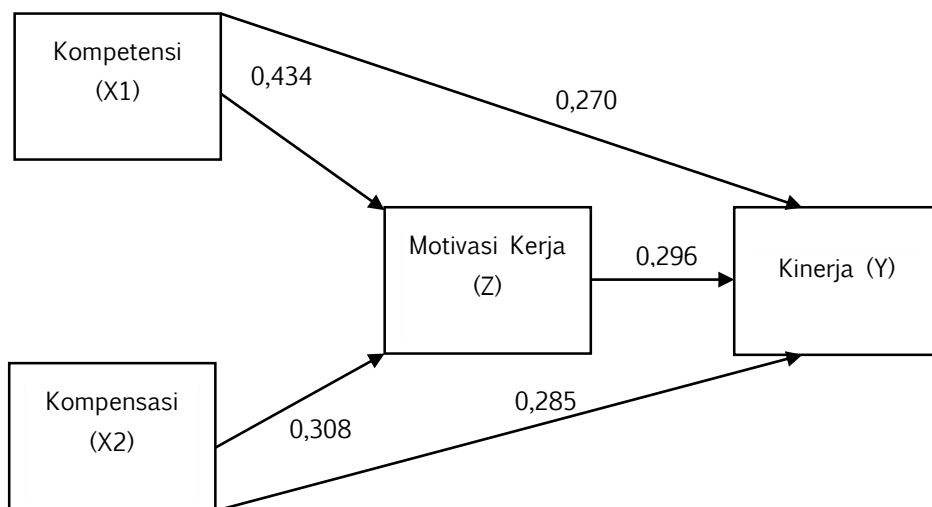 Kompetensi
(X1)
0,434
0,270
Motivasi Kerja
(Z)
0,296
Kinerja (Y)
Kompensasi
(X2)
0,308
0,285